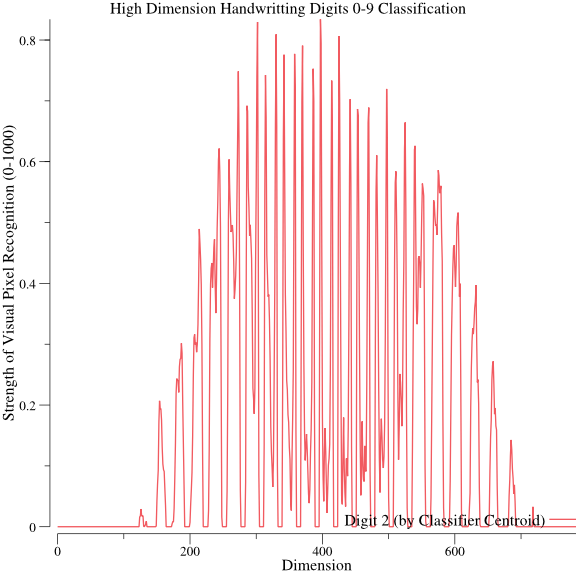 High Dimension Handwritting Digits 0-9 Classification
Strength of Visual Pixel Recognition (0-1000)
0.8
0.6
0.4
0.2
0
Digit 2 (by Classifier Centroid)
0 200 400 600
Dimension